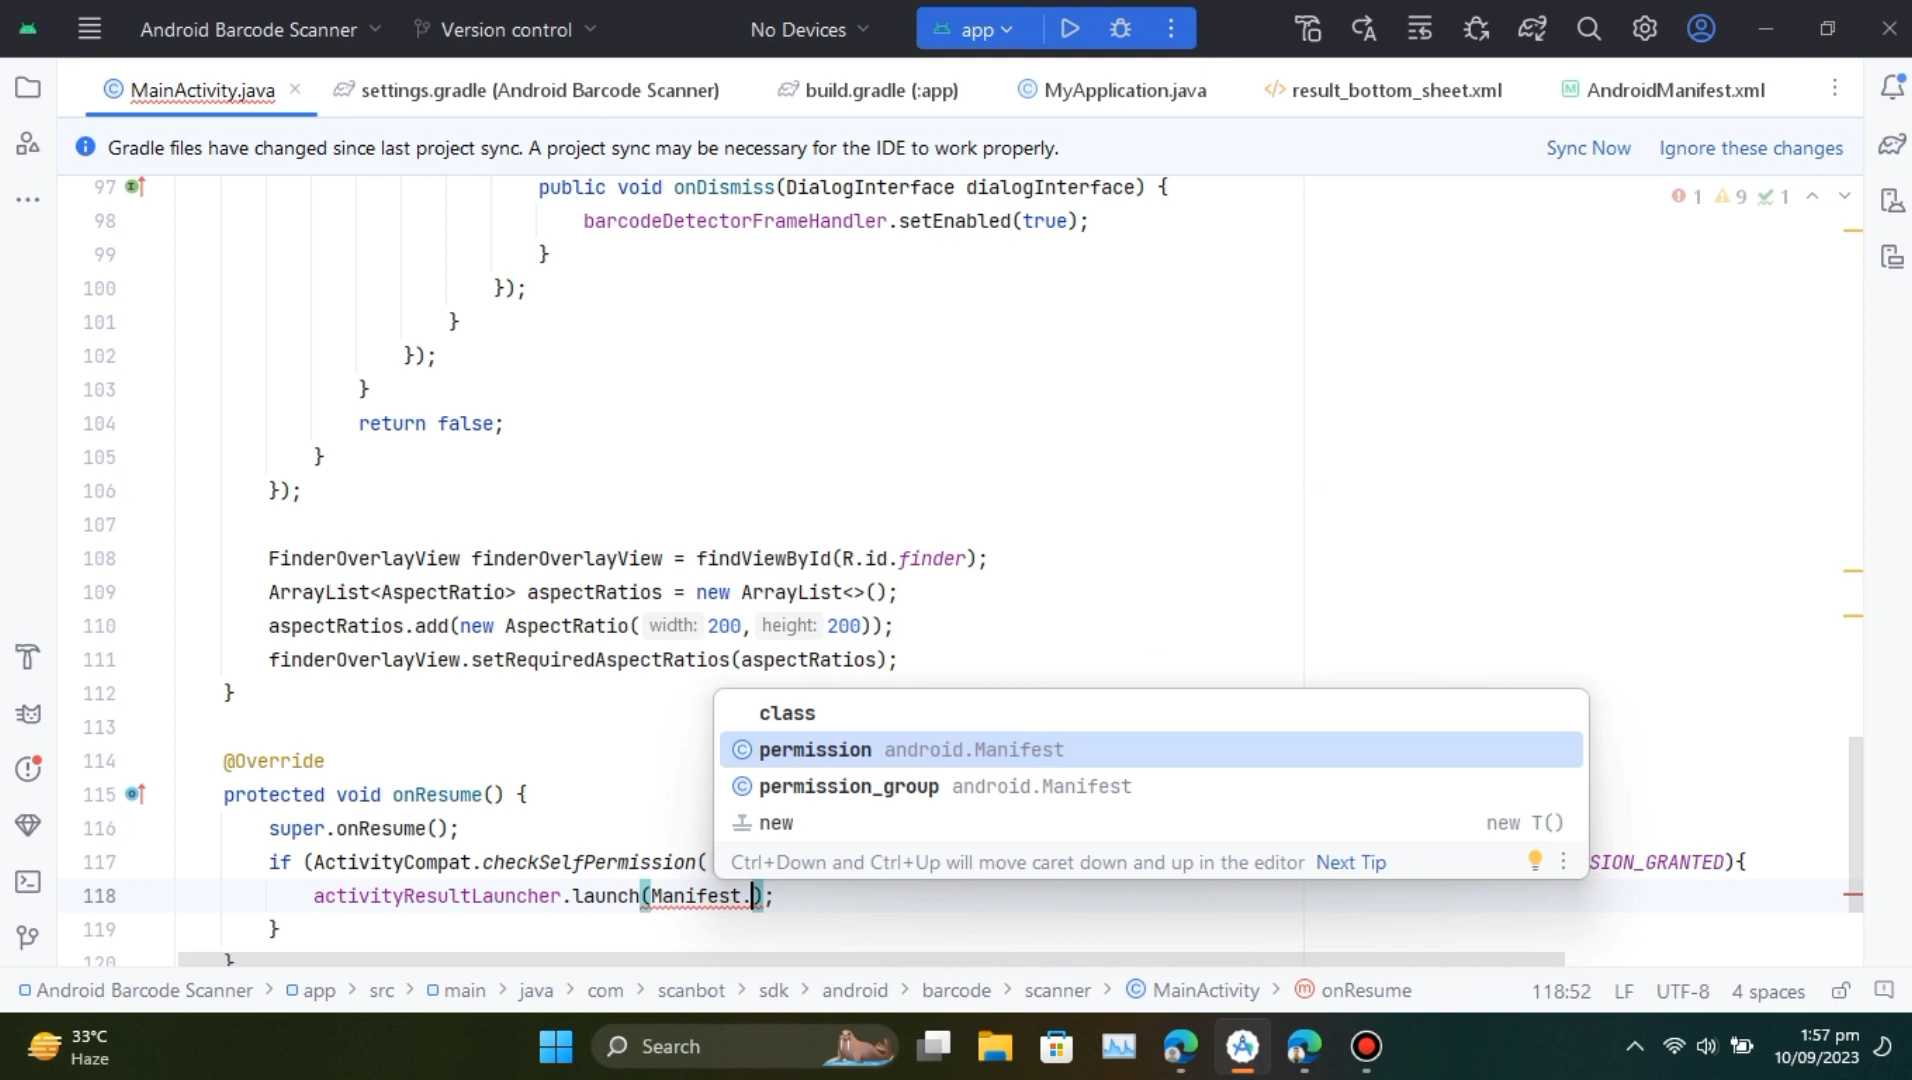 Android Barcode Scanner Version control No Devices app
MainActivity.java settings.gradle (Android Barcode Scanner) build.gradle (:app) MyApplication.java result_bottom_sheet.xml AndroidManifest.xml
Gradle files have changed since last project sync. A project sync may be necessary for the IDE to work properly. Sync Now Ignore these changes
97 public void onDismiss(DialogInterface dialogInterface) { 1 9 1
98 barcodeDetectorFrameHandler.setEnabled(true);
99 }
100 });
101 }
102 });
103 }
104 return false;
105 }
106 });
107
108 FinderOverlayView finderOverlayView = findViewById(R.id.finder);
109 ArrayList<AspectRatio> aspectRatios = new ArrayList<>();
110 aspectRatios.add(new AspectRatio( width: 200, height: 200));
111 finderOverlayView.setRequiredAspectRatios(aspectRatios);
112 }
113
class
permission android.Manifest
permission_group android.Manifest
new new T()
Ctrl+Down and Ctrl+Up will move caret down and up in the editor Next Tip
114 @Override
115 protected void onResume() {
116 super.onResume();
117 if (ActivityCompat.checkSelfPermission( SION_GRANTED){
118 activityResultLauncher.launch(Manifest.);
119 }
120 }
Android Barcode Scanner > app > src > main > java > com > scanbot > sdk > android > barcode > scanner > MainActivity > onResume 118:52 LF UTF-8 4 spaces
33°C
Haze
Search
1:57 pm
10/09/2023